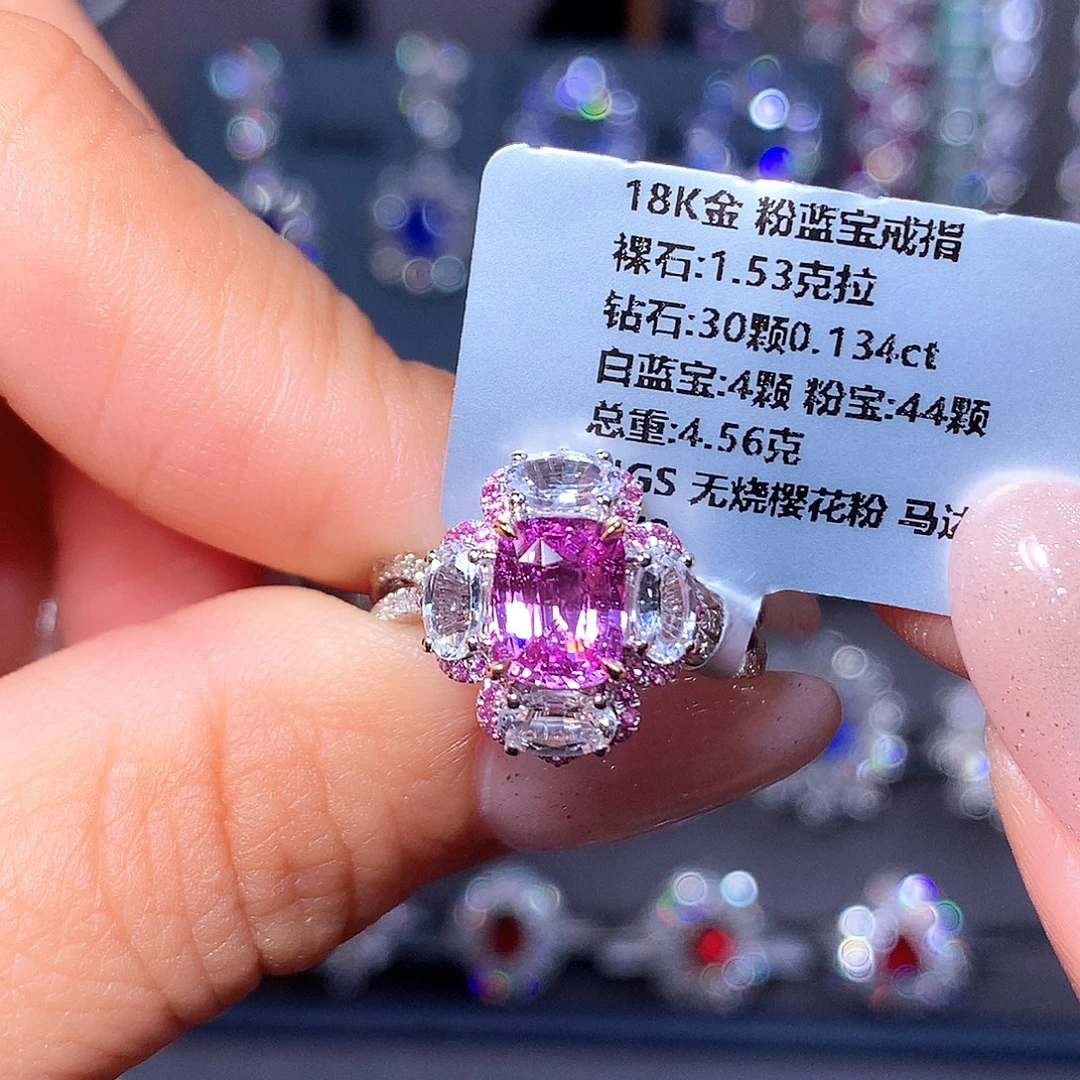 18K金 粉蓝宝戒指
裸石:1.53克拉
钻石:30颗0.134ct
白蓝宝:4颗 粉宝:44颗
总重:4.56克
GS 无烧樱花粉 马达